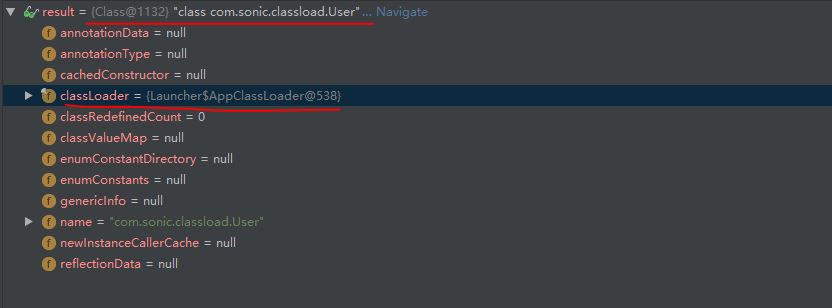 result = {Class@1132} "class com.sonic.classload.User"... Navigate
f annotationData = null
f annotationType = null
f cachedConstructor = null
f classLoader = {Launcher$AppClassLoader@538}
f classRedefinedCount = 0
f classValueMap = null
f enumConstantDirectory = null
f enumConstants = null
f genericInfo = null
f name = "com.sonic.classload.User"
f newInstanceCallerCache = null
f reflectionData = null